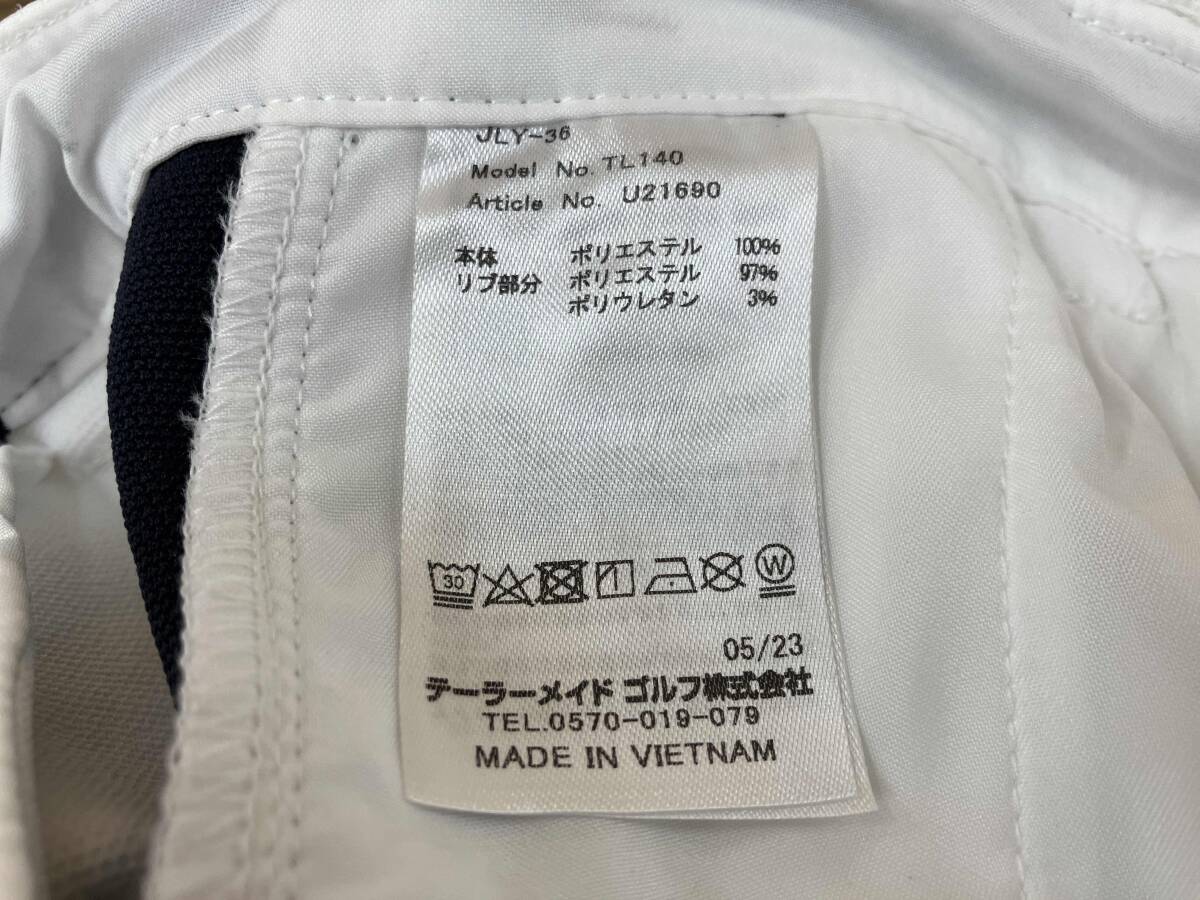 JLY-36
Model No. TL140
Article No. U21690
本体 ポリエステル 100%
リブ部分 ポリエステル 97%
ポリウレタン 3%
30 W
05/23
テーラーメイド ゴルフ株式会社
TEL.0570-019-079
MADE IN VIETNAM